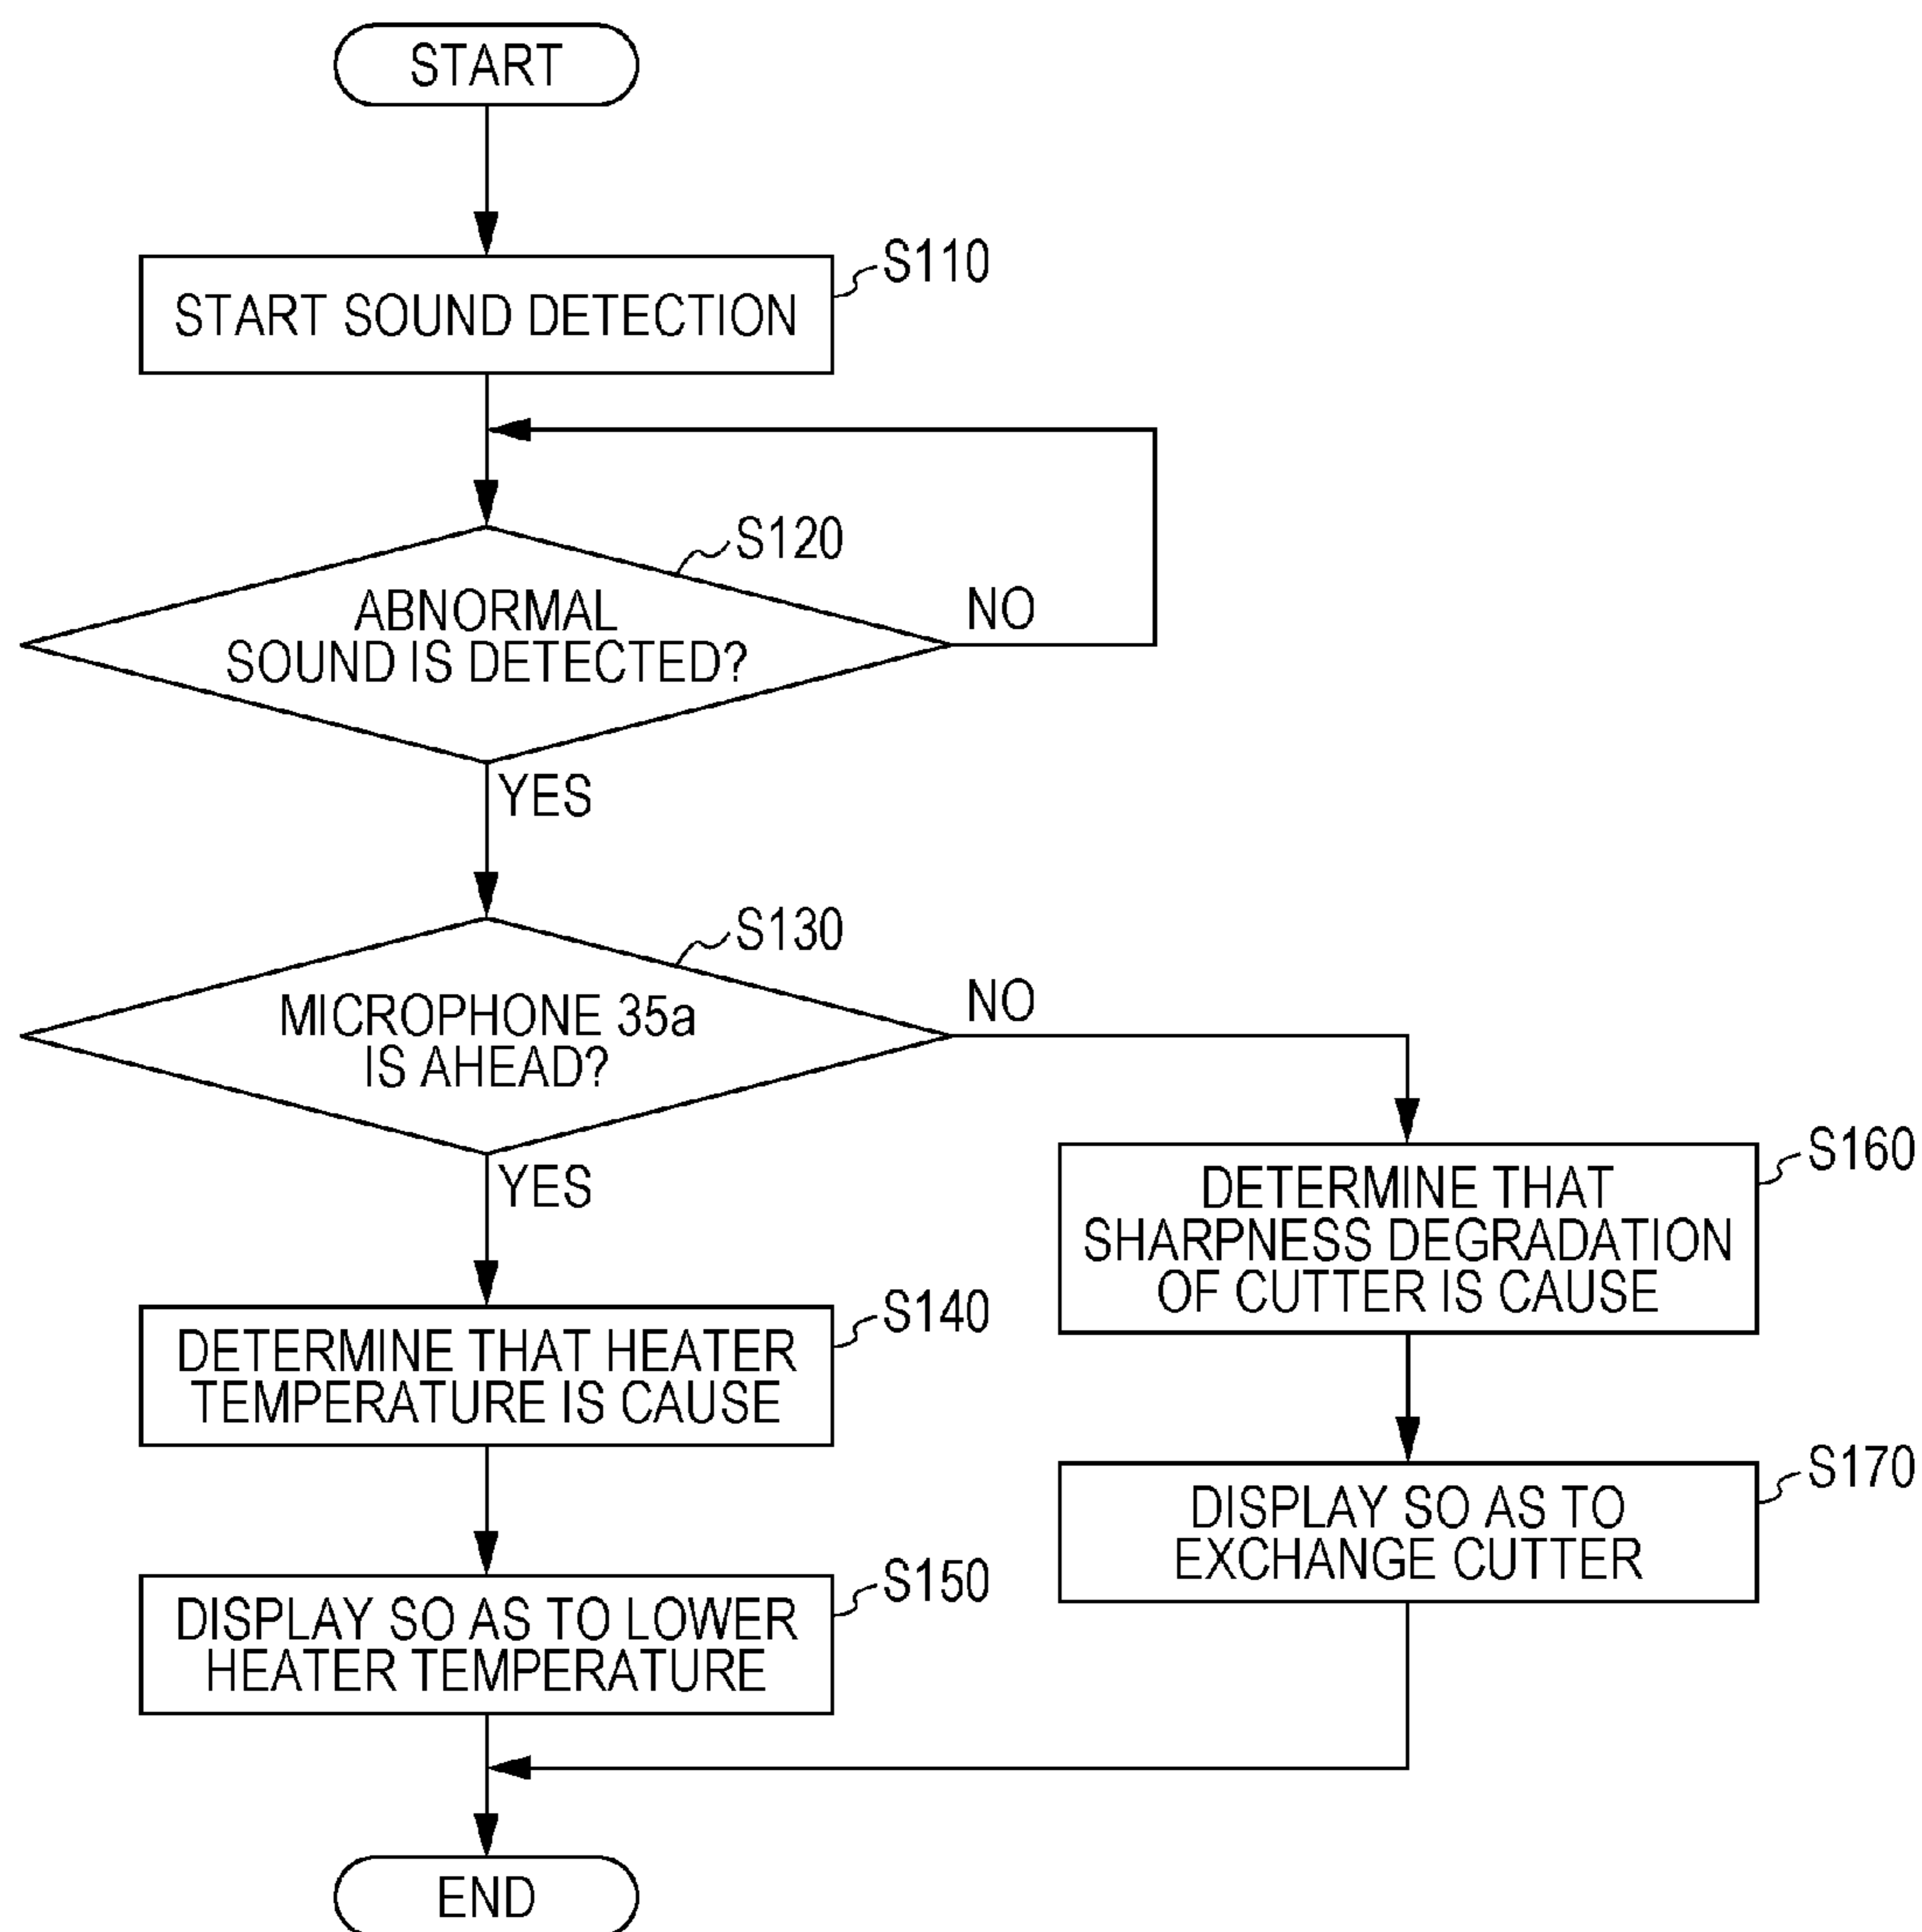 START
S110
START SOUND DETECTION
S120
ABNORMAL
SOUND IS DETECTED?
NO
YES
S130
MICROPHONE 35a
IS AHEAD?
NO
YES
S140
DETERMINE THAT HEATER
TEMPERATURE IS CAUSE
S150
DISPLAY SO AS TO LOWER
HEATER TEMPERATURE
S160
DETERMINE THAT
SHARPNESS DEGRADATION
OF CUTTER IS CAUSE
S170
DISPLAY SO AS TO
EXCHANGE CUTTER
END